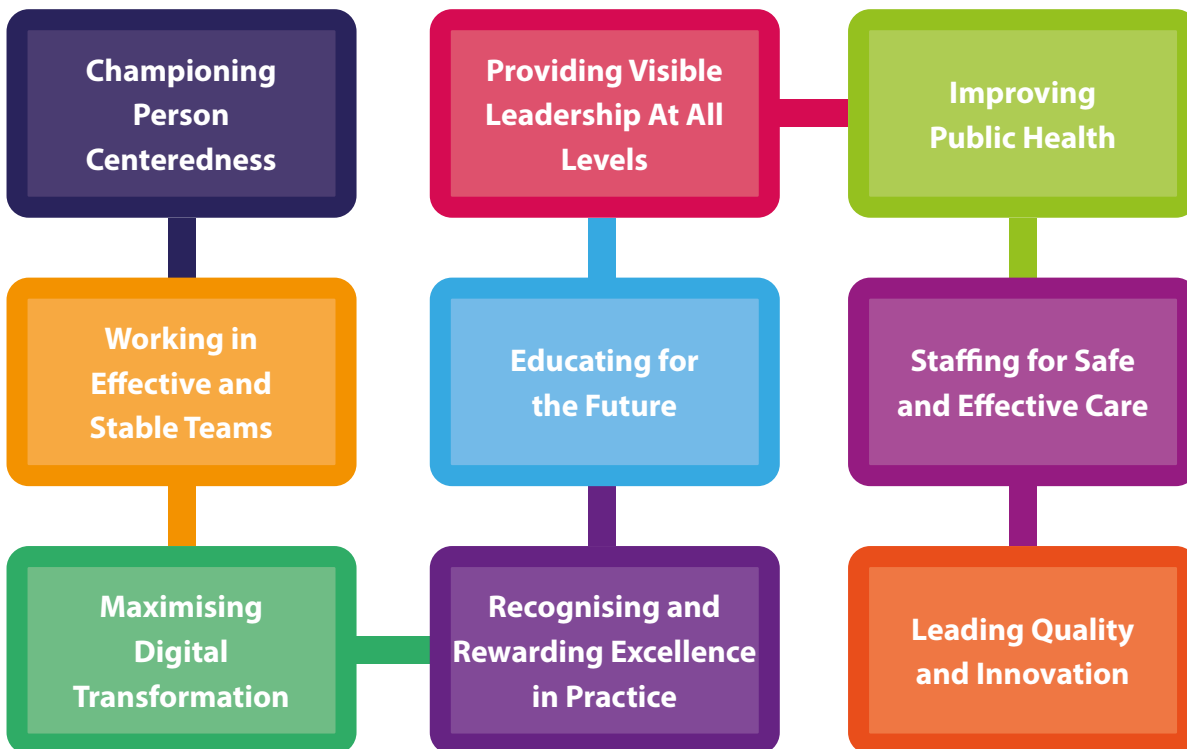 Championing
Person
Centeredness
Providing Visible
Leadership At All
Levels
Improving
Public Health
Working in
Effective and
Stable Teams
Educating for
the Future
Staffing for Safe
and Effective Care
Maximising
Digital
Transformation
Recognising and
Rewarding Excellence
in Practice
Leading Quality
and Innovation